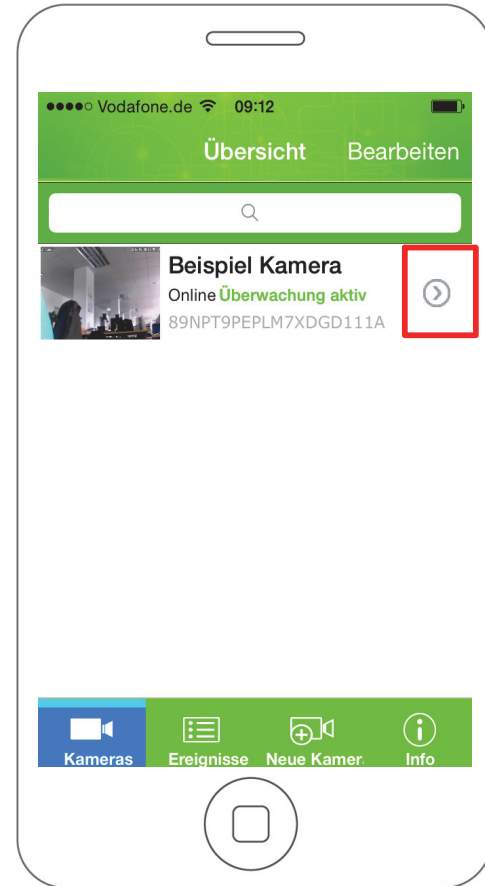 Vodafone.de 09:12
Übersicht Bearbeiten
Beispiel Kamera
Online Überwachung aktiv
89NPT9PEPLM7XDGD111A
Kameras Ereignisse Neue Kamer
Info